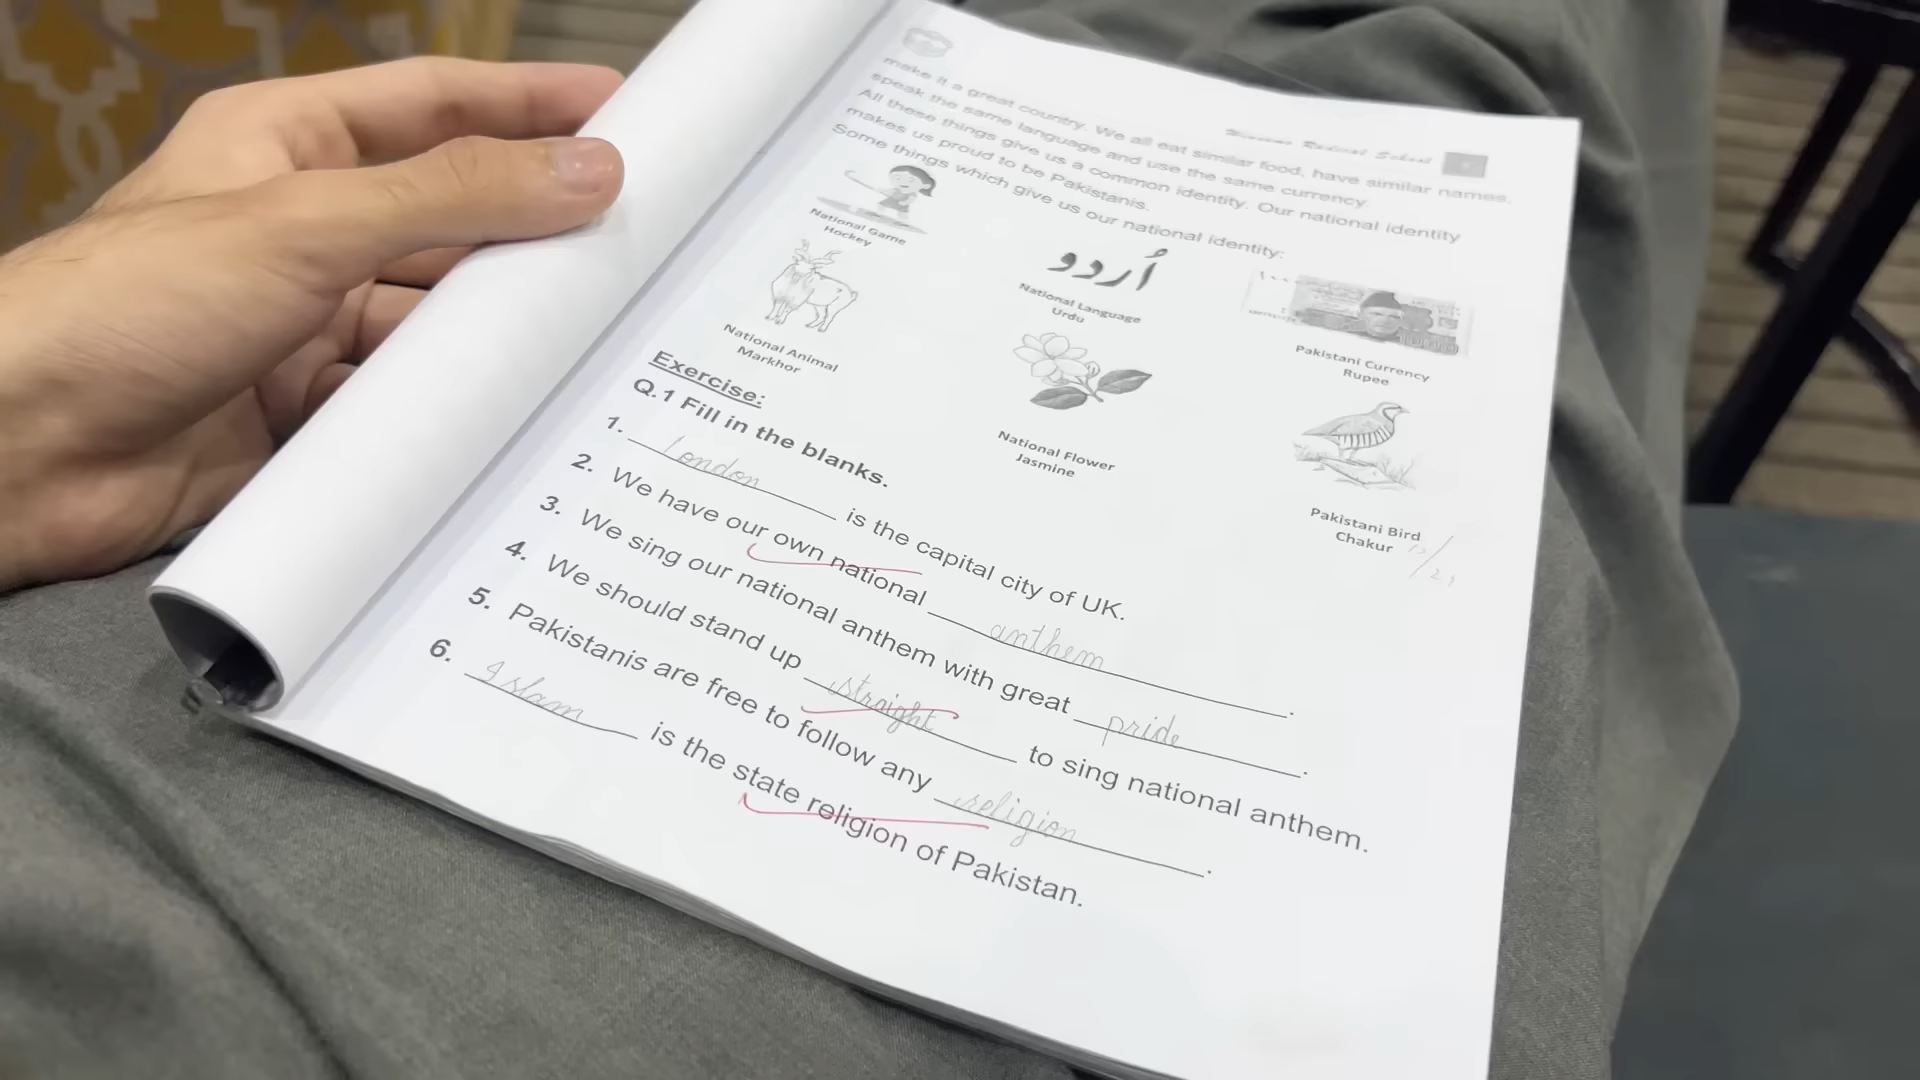 School
make it a great country. We all eat similar food, have similar names,
speak the same language and use the same currency.
All these things give us a common identity. Our national identity
makes us proud to be Pakistanis.
Some things which give us our national identity:
National Game
Hockey
اُردو
National Language
Urdu
Pakistani Currency
Rupee
National Animal
Markhor
National Flower
Jasmine
Pakistani Bird
Chakur
Exercise:
Q.1 Fill in the blanks.
1. London is the capital city of UK.
2. We have our own national anthem.
3. We sing our national anthem with great pride.
4. We should stand up straight to sing national anthem.
5. Pakistanis are free to follow any religion.
6. Islam is the state religion of Pakistan.